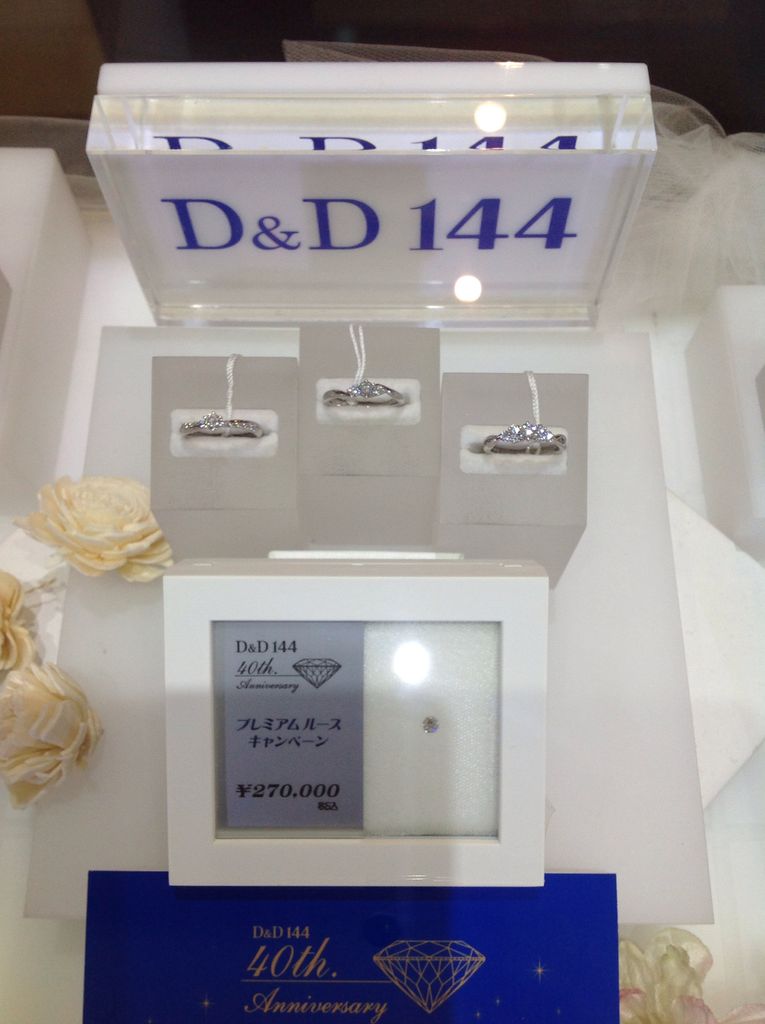 D&D 144
D&D 144
D&D 144
40th.
Anniversary
プレミアムルース
キャンペーン
¥270,000
税込
D&D 144
40th.
Anniversary